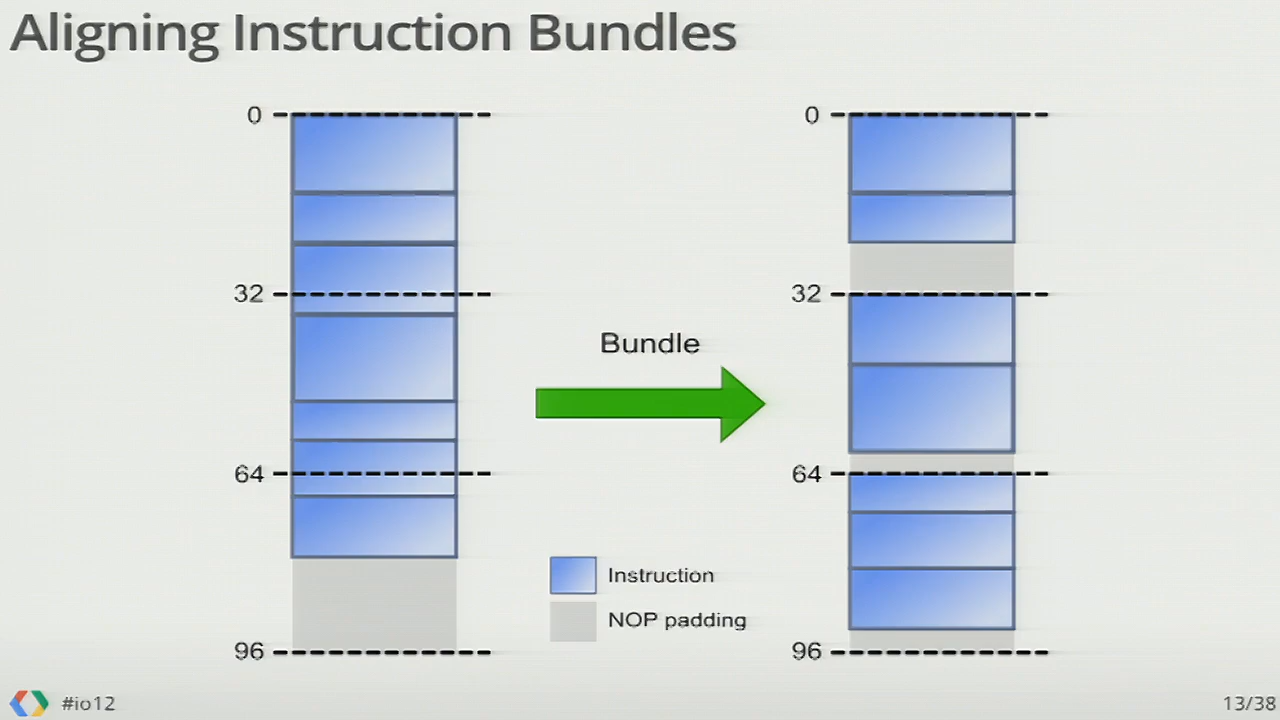 Aligning Instruction Bundles
0
32
64
96
Bundle
Instruction
NOP padding
0
32
64
96
#io12
13/38